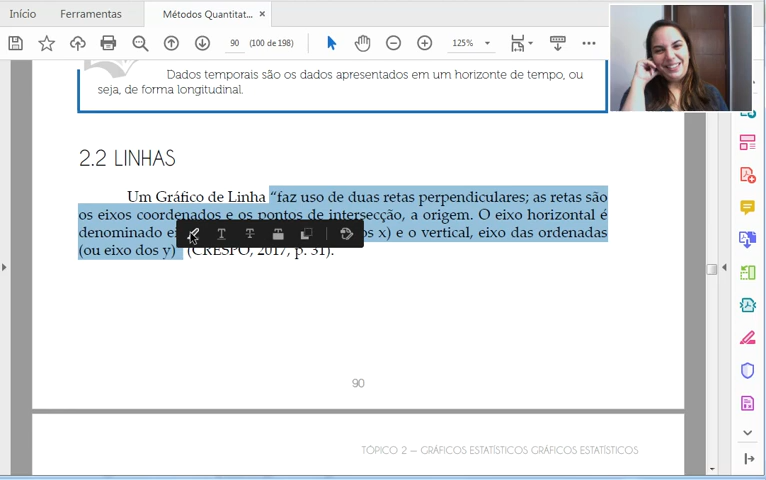 Início Ferramentas Métodos Quantitat... ×
90 (100 de 198) 125%
Dados temporais são os dados apresentados em um horizonte de tempo, ou
seja, de forma longitudinal.
2.2 LINHAS
Um Gráfico de Linha “faz uso de duas retas perpendiculares; as retas são
os eixos coordenados e os pontos de intersecção, a origem. O eixo horizontal é
denominado os x) e o vertical, eixo das ordenadas
(ou eixo dos y) (CRESPO, 2017, p. 31).
90
TÓPICO 2 — GRÁFICOS ESTATÍSTICOS GRÁFICOS ESTATÍSTICOS